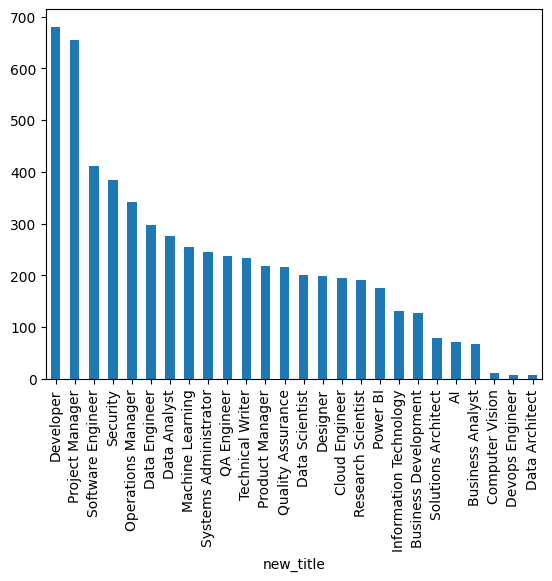 700
600
500
400
300
200
100
0
Developer
Project Manager
Software Engineer
Security
Operations Manager
Data Engineer
Data Analyst
Machine Learning
Systems Administrator
QA Engineer
Technical Writer
Product Manager
Quality Assurance
Data Scientist
Designer
Cloud Engineer
Research Scientist
Power BI
Information Technology
Business Development
Solutions Architect
AI
Business Analyst
Computer Vision
Devops Engineer
Data Architect
new_title